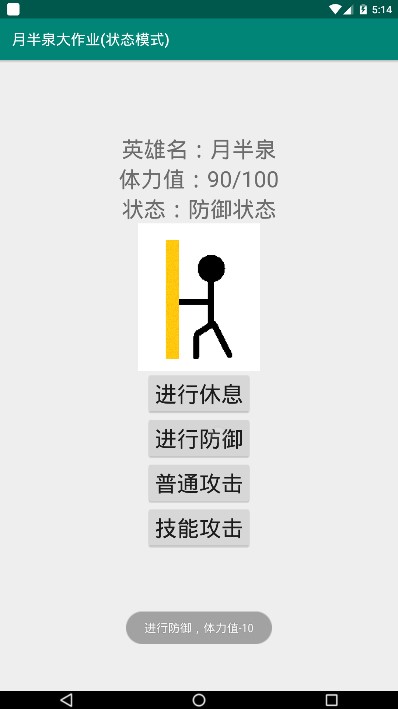 5:14
月半泉大作业(状态模式)
英雄名：月半泉
体力值：90/100
状态：防御状态
进行休息
进行防御
普通攻击
技能攻击
进行防御，体力值-10